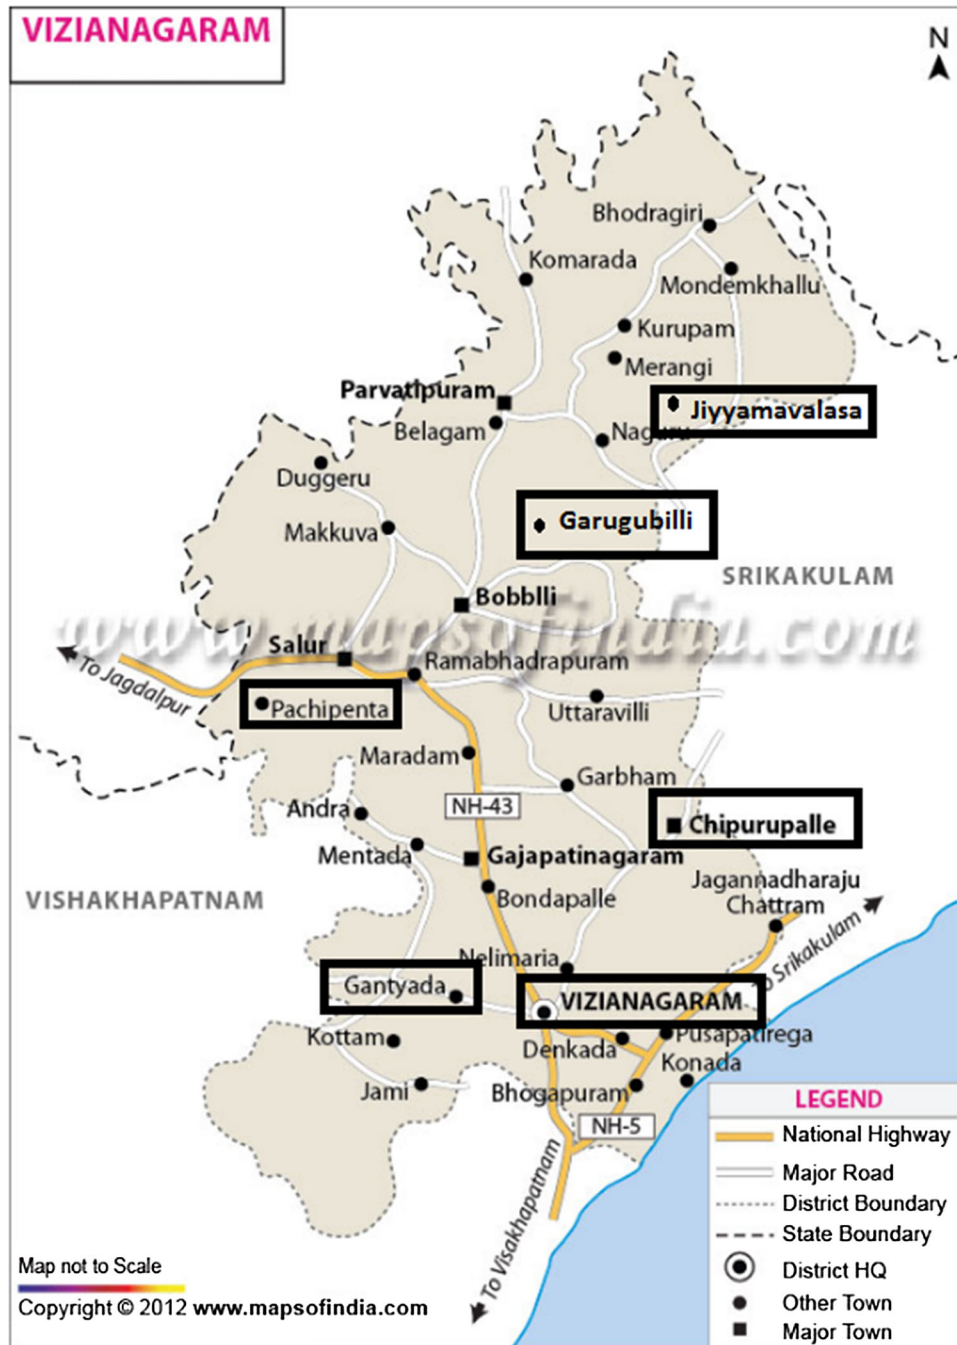 VIZIANAGARAM
N
Bhodragiri
Komarada
Mondemkhallu
Kurupam
Merangi
Parvatipuram
Jiyyamavalasa
Belagam
Naguru
Duggeru
Garugubilli
Makkuva
SRIKAKULAM
Bobblli
www.mapsofindia.com
Salur
Ramabhadrapuram
To Jagdalpur
Pachipenta
Uttaravilli
Maradam
Garbham
NH-43
Andra
Chipurupalle
Mentada
Gajapatinagaram
Jagannadharaju
Chattram
VISHAKHAPATNAM
Bondapalle
To Srikakulam
Nelimaria
Gantyada
VIZIANAGARAM
Kottam
Denkada
Pusapatirega
Konada
Jami
Bhogapuram
NH-5
To Visakhapatnam
LEGEND
National Highway
Major Road
District Boundary
State Boundary
District HQ
Other Town
Major Town
Map not to Scale
Copyright © 2012 www.mapsofindia.com